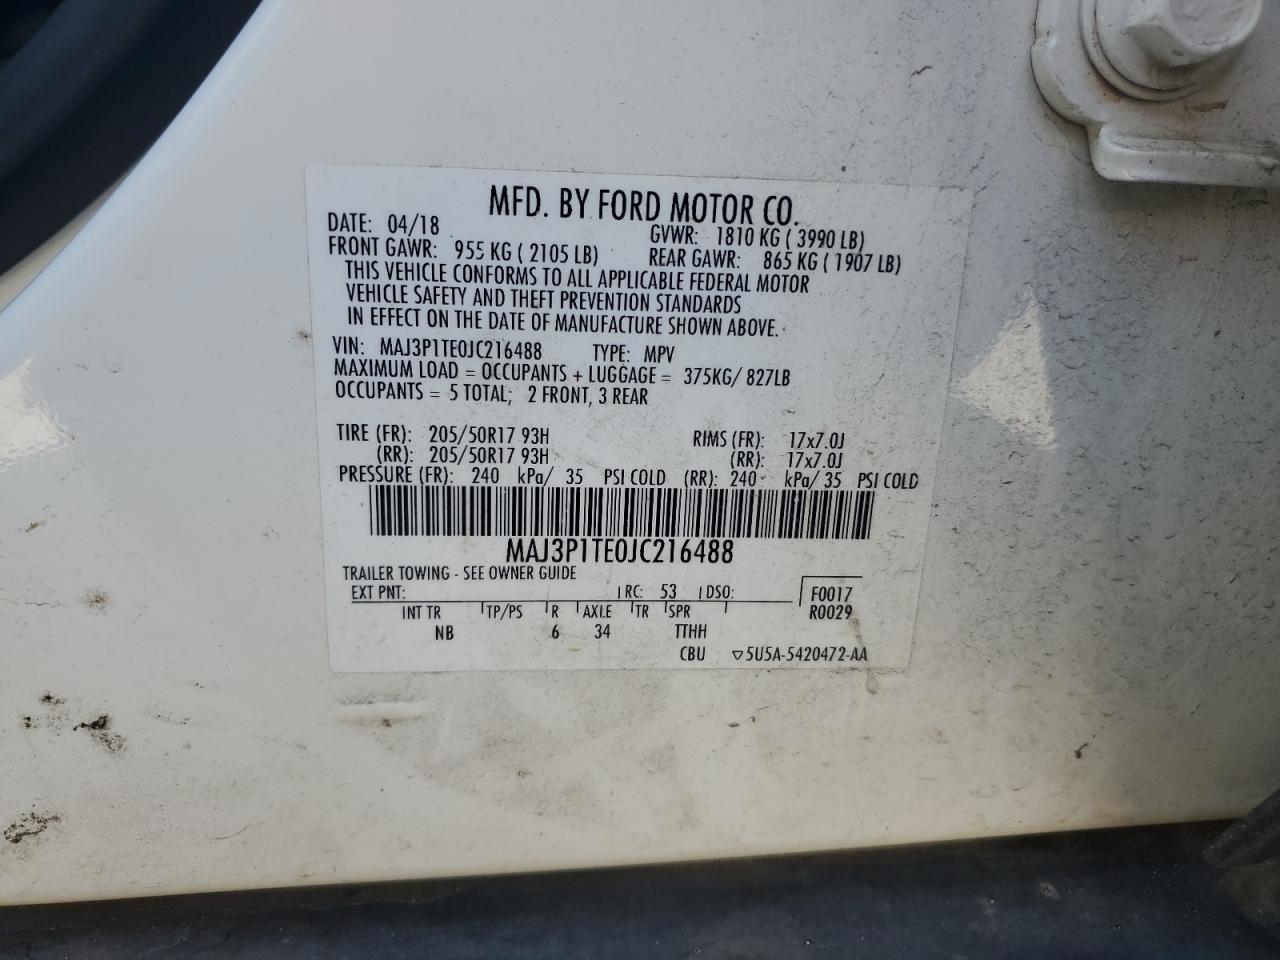 MFD. BY FORD MOTOR CO.
DATE: 04/18 GVWR: 1810 KG ( 3990 LB)
FRONT GAWR: 955 KG ( 2105 LB) REAR GAWR: 865 KG ( 1907 LB)
THIS VEHICLE CONFORMS TO ALL APPLICABLE FEDERAL MOTOR
VEHICLE SAFETY AND THEFT PREVENTION STANDARDS
IN EFFECT ON THE DATE OF MANUFACTURE SHOWN ABOVE.
VIN: MAJ3P1TE0JC216488 TYPE: MPV
MAXIMUM LOAD = OCCUPANTS + LUGGAGE = 375KG/ 827LB
OCCUPANTS = 5 TOTAL; 2 FRONT, 3 REAR
TIRE (FR): 205/50R17 93H RIMS (FR): 17x7.0J
(RR): 205/50R17 93H (RR): 17x7.0J
PRESSURE (FR): 240 kPa/ 35 PSI COLD (RR): 240 kPa/ 35 PSI COLD
MAJ3P1TE0JC216488
TRAILER TOWING - SEE OWNER GUIDE
EXT PNT: RC: 53 DSO: F0017
INT TR TP/PS R AXLE TR SPR R0029
NB 6 34 TTHH
CBU ▽5U5A-5420472-AA